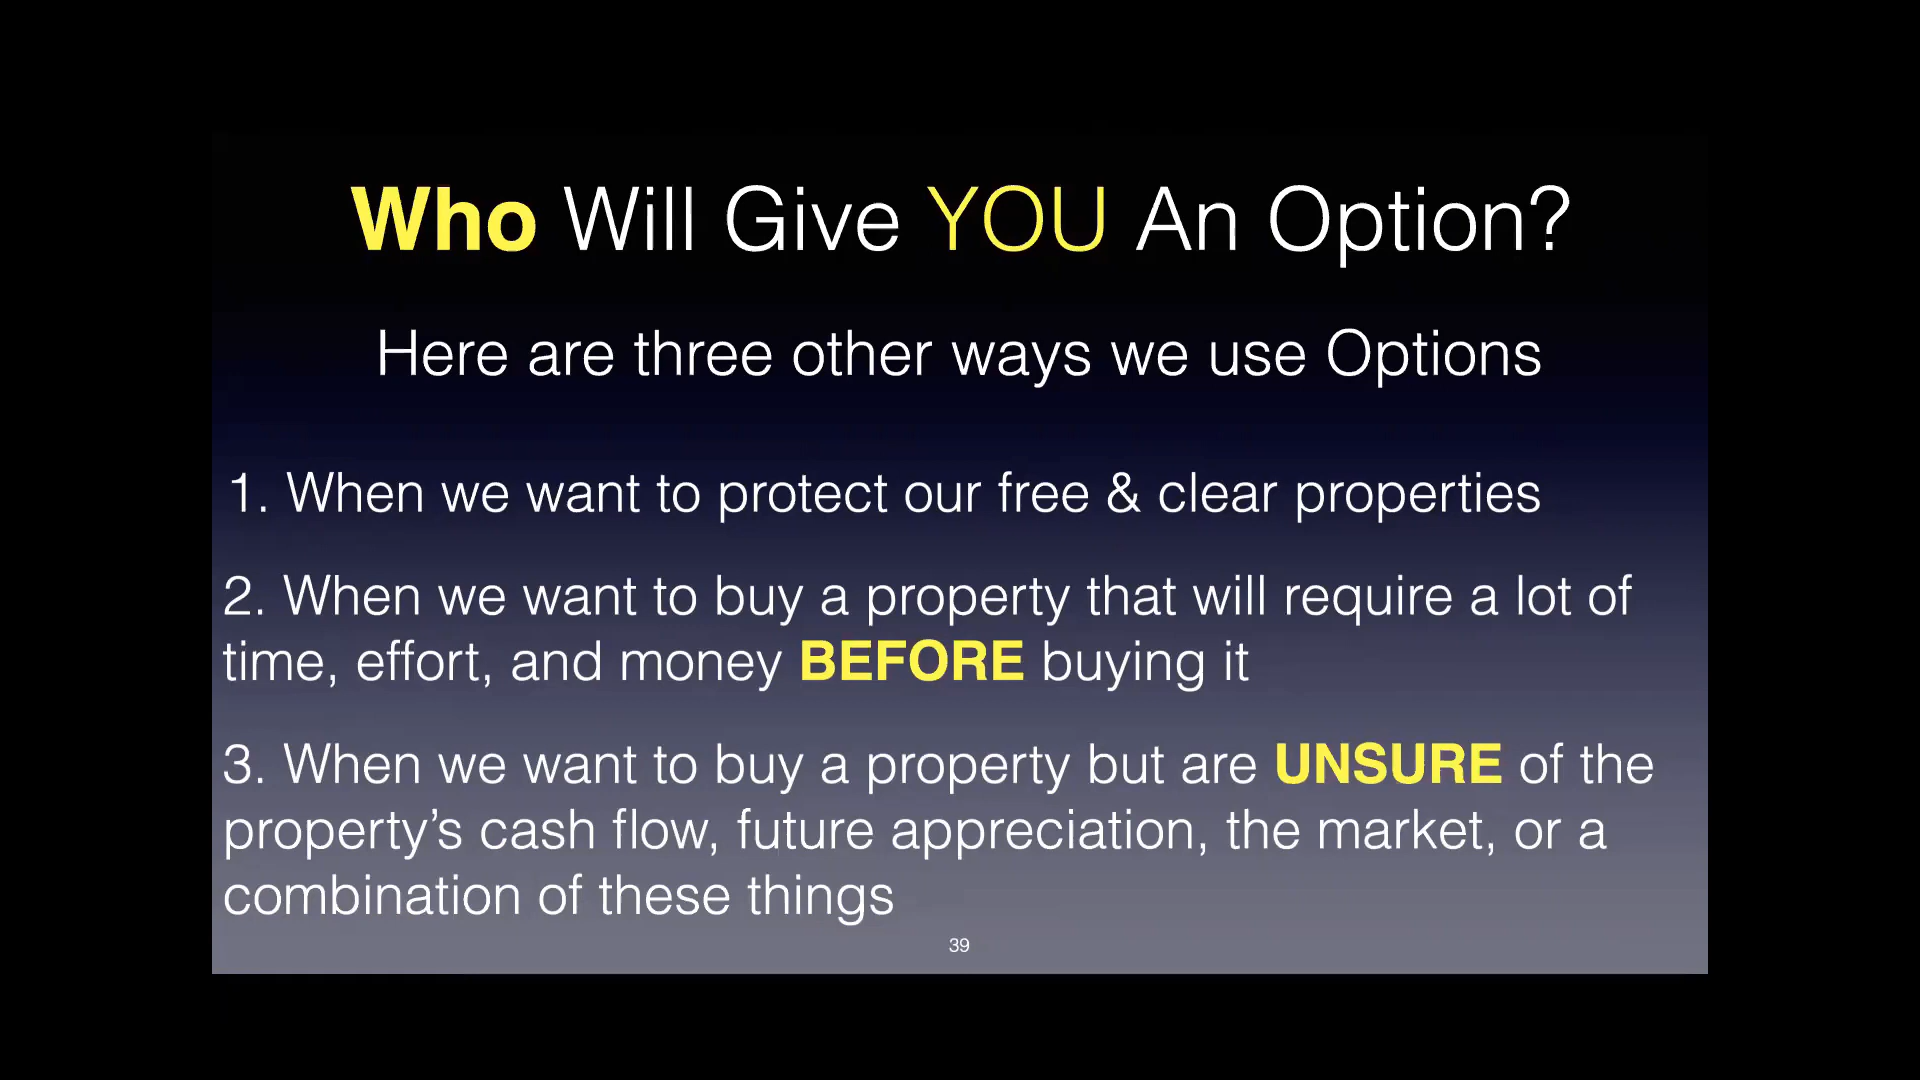 Who Will Give YOU An Option?
Here are three other ways we use Options
1. When we want to protect our free & clear properties
2. When we want to buy a property that will require a lot of
time, effort, and money BEFORE buying it
3. When we want to buy a property but are UNSURE of the
property’s cash flow, future appreciation, the market, or a
combination of these things
39